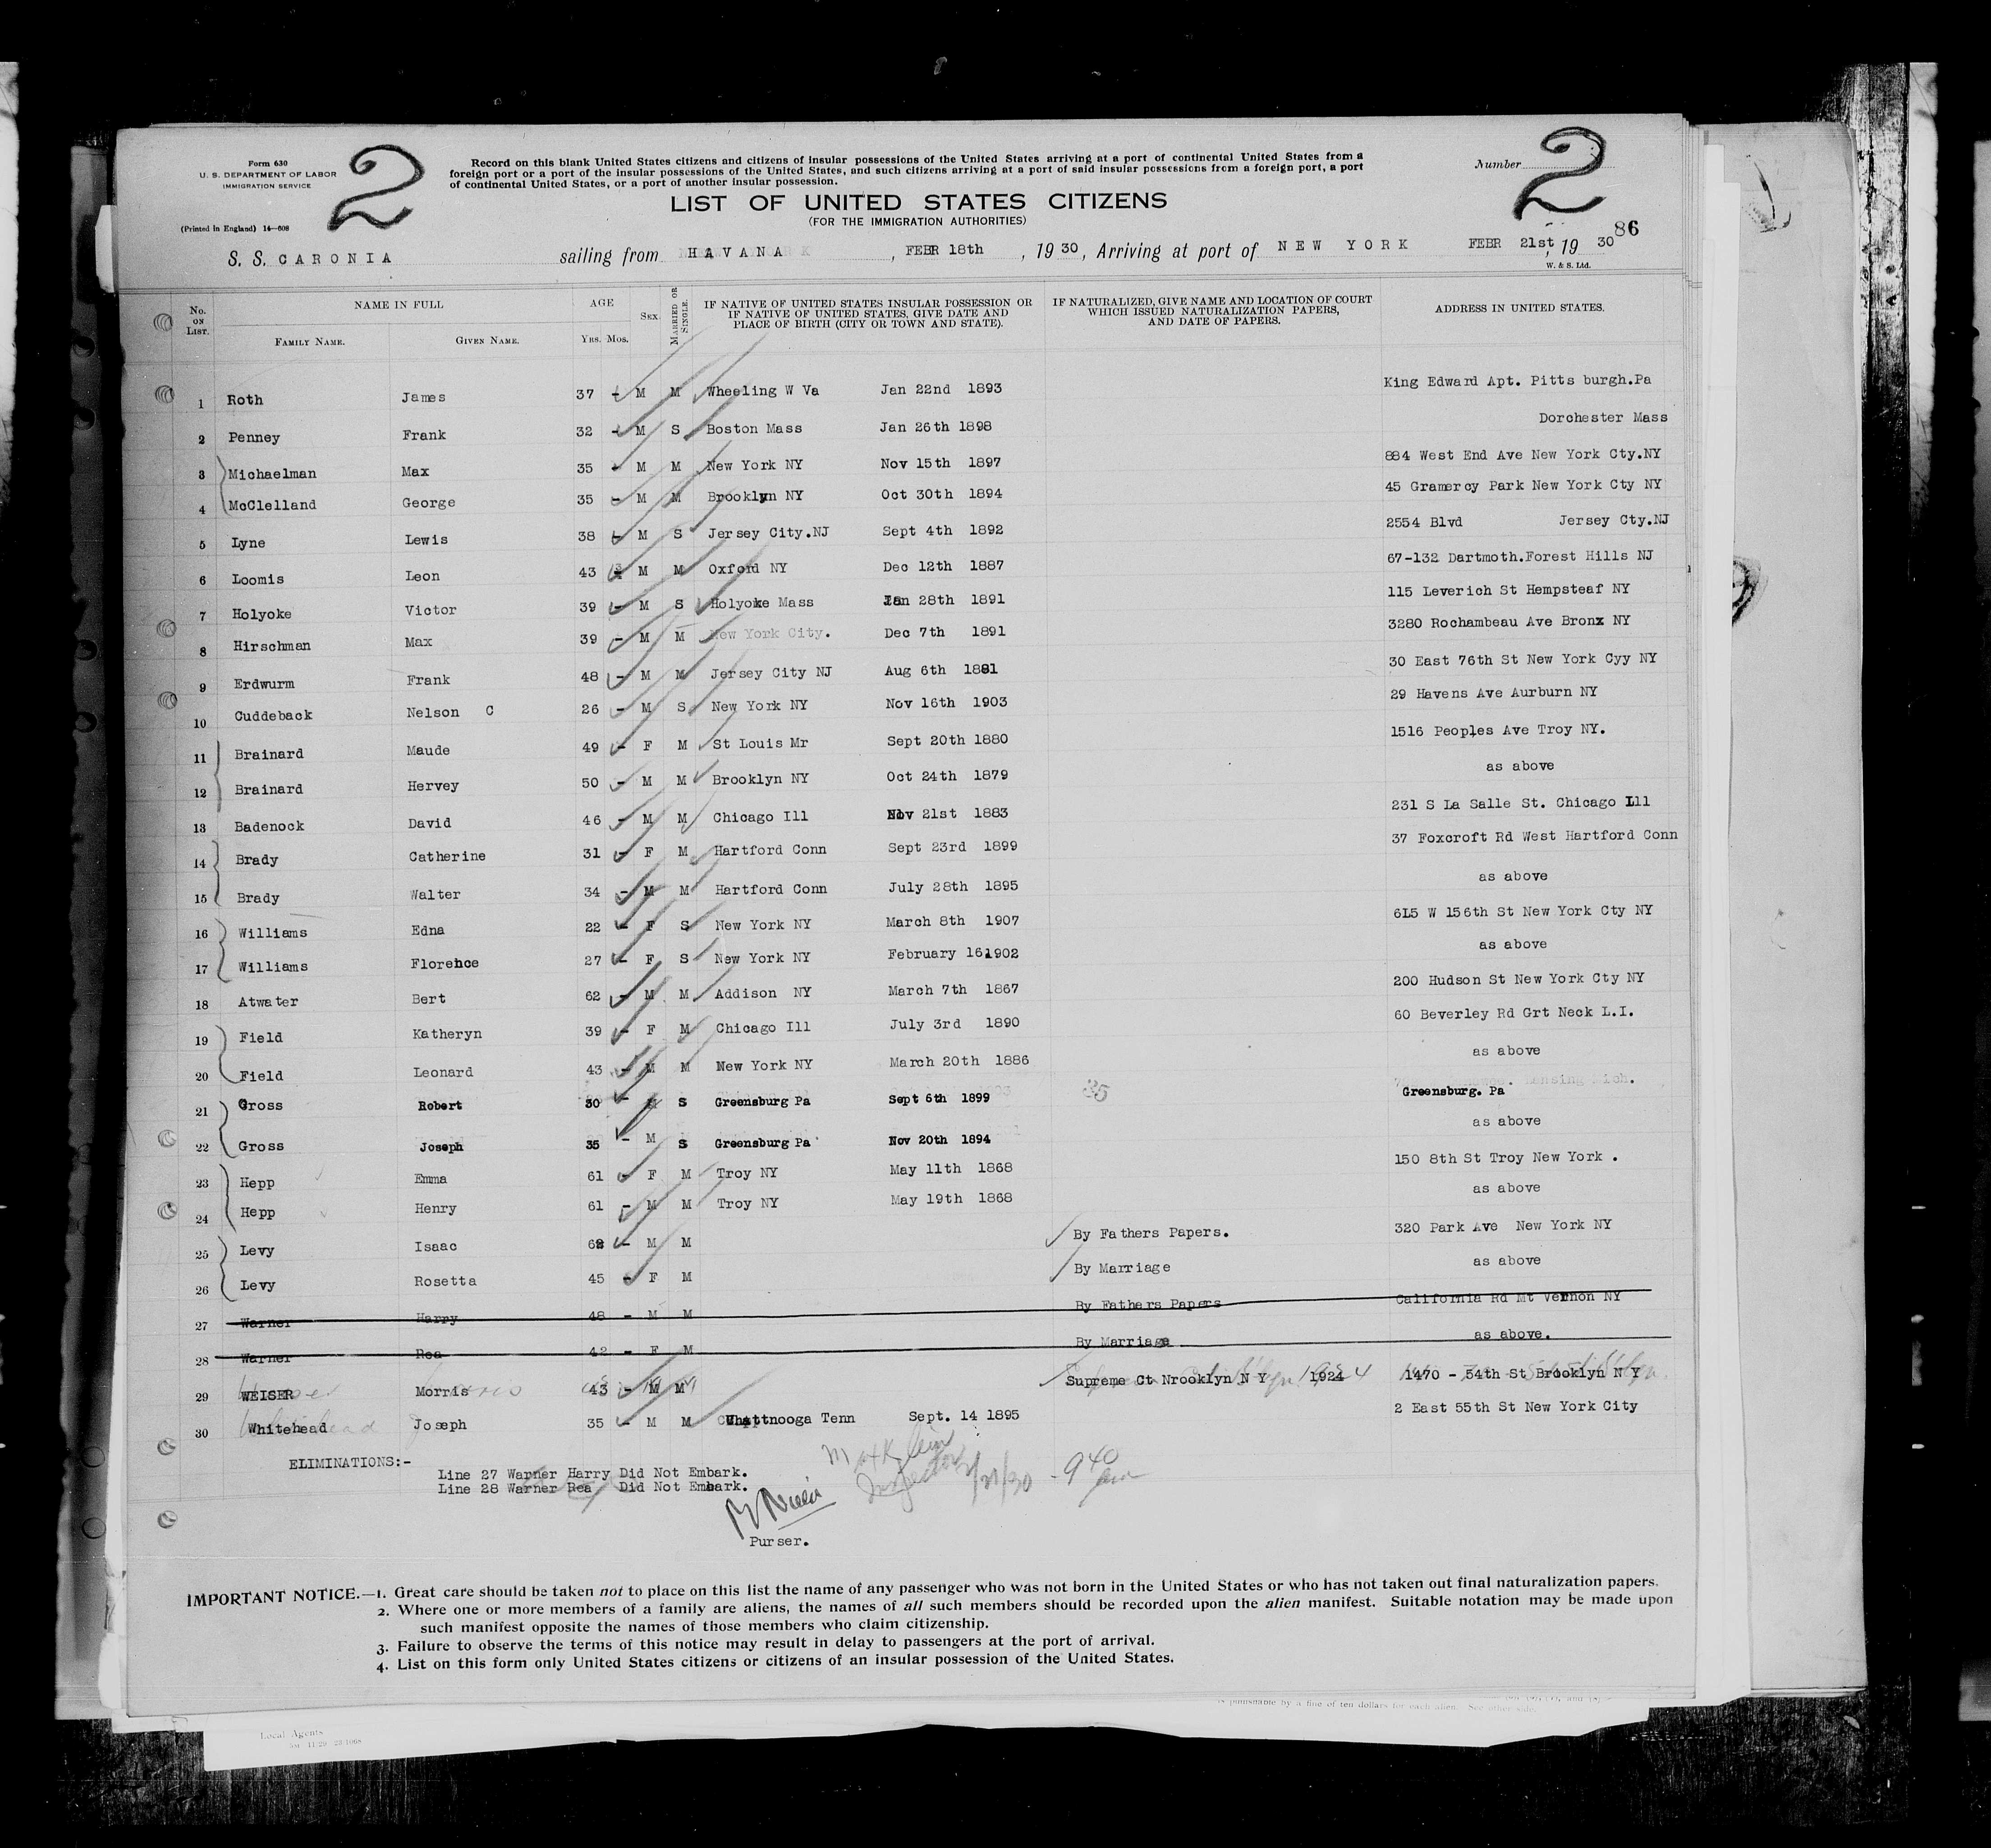 Form 630
U. S. DEPARTMENT OF LABOR
IMMIGRATION SERVICE
(Printed in England) 14—608
2
Record on this blank United States citizens and citizens of insular possessions of the United States arriving at a port of continental United States from a
foreign port or a port of the insular possessions of the United States, and such citizens arriving at a port of said insular possessions from a foreign port, a port
of continental United States, or a port of another insular possession.
LIST OF UNITED STATES CITIZENS
(FOR THE IMMIGRATION AUTHORITIES)
Number
2
86
S. S. CARONIA sailing from HAVANA, FEBR 18th, 1930, Arriving at port of NEW YORK FEBR 21st, 1930
W. & S. Ltd.
No. ON LIST. NAME IN FULL AGE SEX. MARRIED OR SINGLE. IF NATIVE OF UNITED STATES INSULAR POSSESSION OR IF NATIVE OF UNITED STATES, GIVE DATE AND PLACE OF BIRTH (CITY OR TOWN AND STATE). IF NATURALIZED, GIVE NAME AND LOCATION OF COURT WHICH ISSUED NATURALIZATION PAPERS, AND DATE OF PAPERS. ADDRESS IN UNITED STATES.
FAMILY NAME. GIVEN NAME. YRS. MOS.
1 Roth James 37 - M M Wheeling W Va Jan 22nd 1893 King Edward Apt. Pitts burgh.Pa
2 Penney Frank 32 - M S Boston Mass Jan 26th 1898 Dorchester Mass
3 Michaelman Max 35 - M M New York NY Nov 15th 1897 884 West End Ave New York Cty.NY
4 McClelland George 35 - M M Brooklyn NY Oct 30th 1894 45 Gramercy Park New York Cty NY
5 Lyne Lewis 38 - M S Jersey City.NJ Sept 4th 1892 2554 Blvd Jersey Cty.NJ
6 Loomis Leon 43 M M Oxford NY Dec 12th 1887 67-132 Dartmoth.Forest Hills NJ
7 Holyoke Victor 39 - M S Holyoke Mass Jan 28th 1891 115 Leverich St Hempsteaf NY
8 Hirschman Max 39 - M M New York City. Dec 7th 1891 3280 Rochambeau Ave Bronx NY
9 Erdwurm Frank 48 - M M Jersey City NJ Aug 6th 1881 30 East 76th St New York Cyy NY
10 Cuddeback Nelson C 26 - M S New York NY Nov 16th 1903 29 Havens Ave Aurburn NY
11 Brainard Maude 49 - F M St Louis Mr Sept 20th 1880 1516 Peoples Ave Troy NY.
12 Brainard Hervey 50 - M M Brooklyn NY Oct 24th 1879 as above
13 Badenock David 46 - M M Chicago Ill Nov 21st 1883 231 S La Salle St. Chicago Ill
14 Brady Catherine 31 - F M Hartford Conn Sept 23rd 1899 37 Foxcroft Rd West Hartford Conn
15 Brady Walter 34 - M M Hartford Conn July 28th 1895 as above
16 Williams Edna 22 - F S New York NY March 8th 1907 615 W 156th St New York Cty NY
17 Williams Florence 27 - F S New York NY February 16 1902 as above
18 Atwater Bert 62 - M M Addison NY March 7th 1867 200 Hudson St New York Cty NY
19 Field Katheryn 39 - F M Chicago Ill July 3rd 1890 60 Beverley Rd Grt Neck L.I.
20 Field Leonard 43 - M M New York NY March 20th 1886 as above
21 Gross Robert 30 - M S Greensburg Pa Sept 6th 1899 35 Greensburg. Pa
22 Gross Joseph 35 - M S Greensburg Pa Nov 20th 1894 as above
23 Hepp Emma 61 - F M Troy NY May 11th 1868 150 8th St Troy New York .
24 Hepp Henry 61 - M M Troy NY May 19th 1868 as above
25 Levy Isaac 62 - M M By Fathers Papers. 320 Park Ave New York NY
26 Levy Rosetta 45 - F M By Marriage as above
27 Warner Harry 48 - M M By Fathers Papers California Rd Mt Vernon NY
28 Warner Rea 42 - F M By Marriage as above.
29 WEISER Morris 43 - M M Supreme Ct Nrooklyn N Y 1924 1470 - 54th St Brooklyn N Y
30 Whitehead Joseph 35 - M M Chattnooga Tenn Sept. 14 1895 2 East 55th St New York City
ELIMINATIONS:-
Line 27 Warner Harry Did Not Embark.
Line 28 Warner Rea Did Not Embark.
Max Klein
Inspector 2/21/30 - 9 40 am
Purser.
IMPORTANT NOTICE.—1. Great care should be taken not to place on this list the name of any passenger who was not born in the United States or who has not taken out final naturalization papers.
2. Where one or more members of a family are aliens, the names of all such members should be recorded upon the alien manifest. Suitable notation may be made upon
such manifest opposite the names of those members who claim citizenship.
3. Failure to observe the terms of this notice may result in delay to passengers at the port of arrival.
4. List on this form only United States citizens or citizens of an insular possession of the United States.
is punishable by a fine of ten dollars for each alien. See other side.
Local Agents